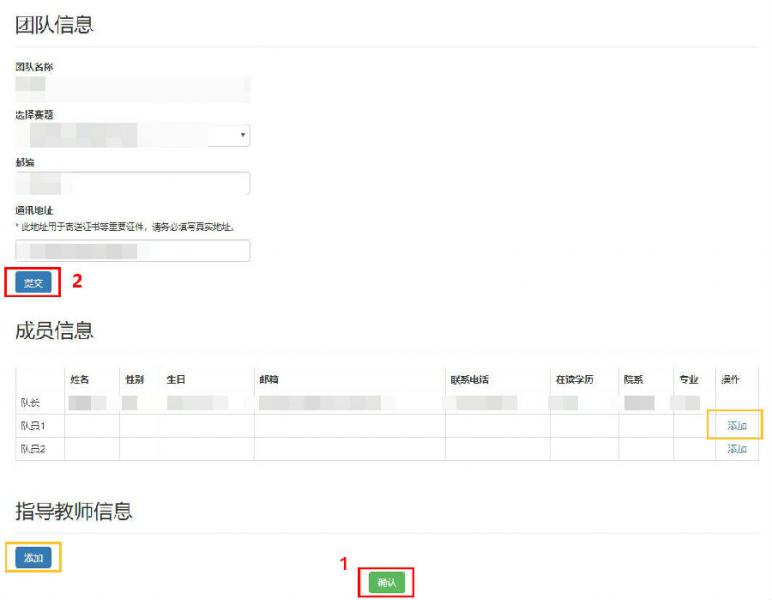 团队信息
团队名称
选择赛题
邮编
通讯地址
* 此地址用于寄送证书等重要证件，请务必填写真实地址。
提交 2
成员信息
姓名 性别 生日 邮箱 联系电话 在读学历 院系 专业 操作
队长
队员1 添加
队员2 添加
指导教师信息
添加
1 确认